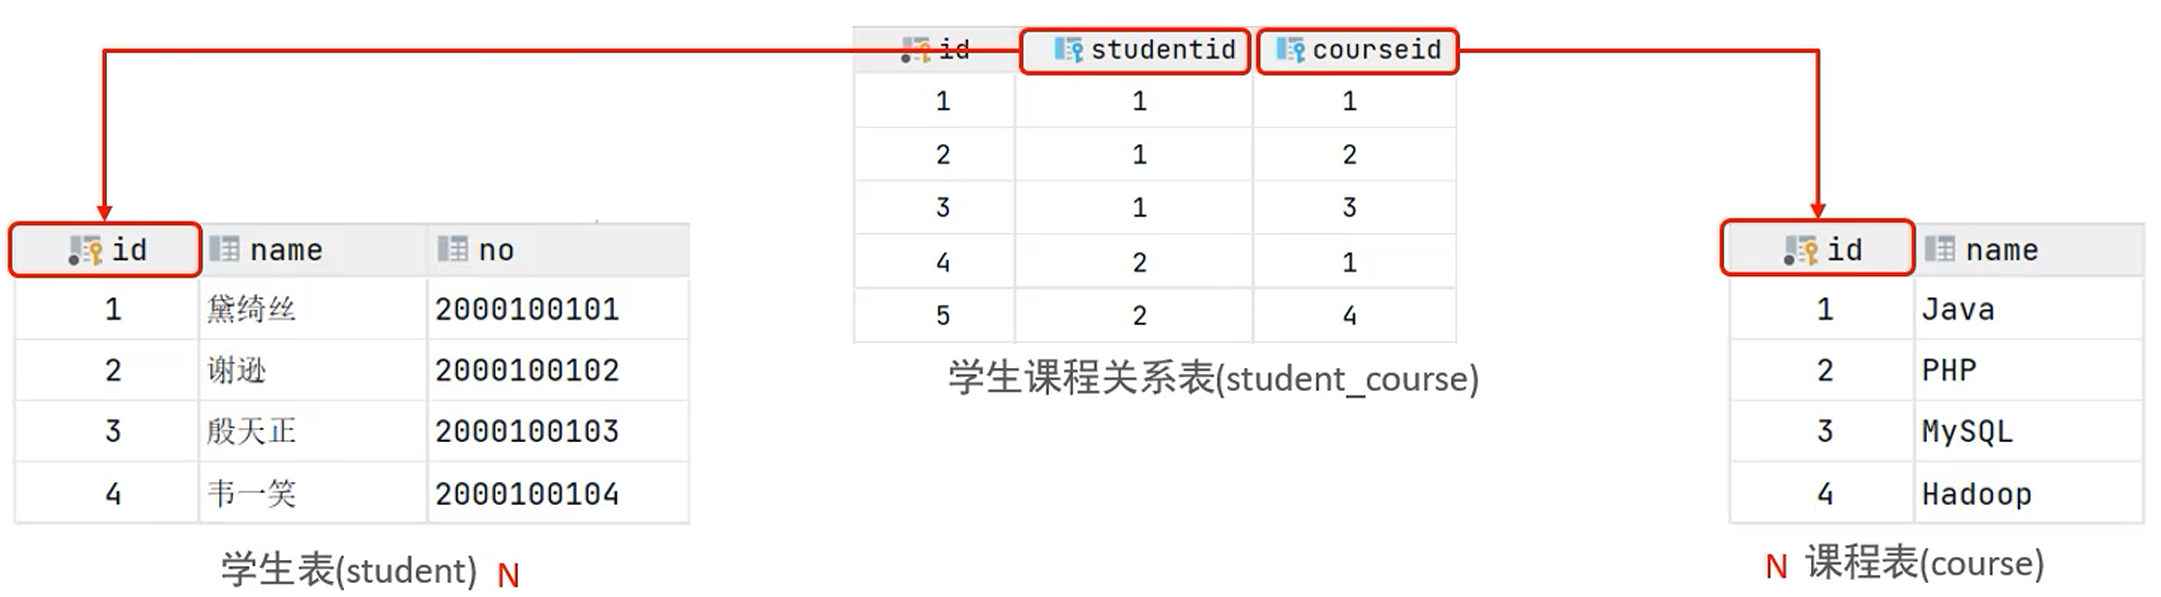 id studentid courseid
1 1 1
2 1 2
3 1 3
4 2 1
5 2 4
学生课程关系表(student_course)
id name no
1 黛绮丝 2000100101
2 谢逊 2000100102
3 殷天正 2000100103
4 韦一笑 2000100104
学生表(student) N
id name
1 Java
2 PHP
3 MySQL
4 Hadoop
N 课程表(course)